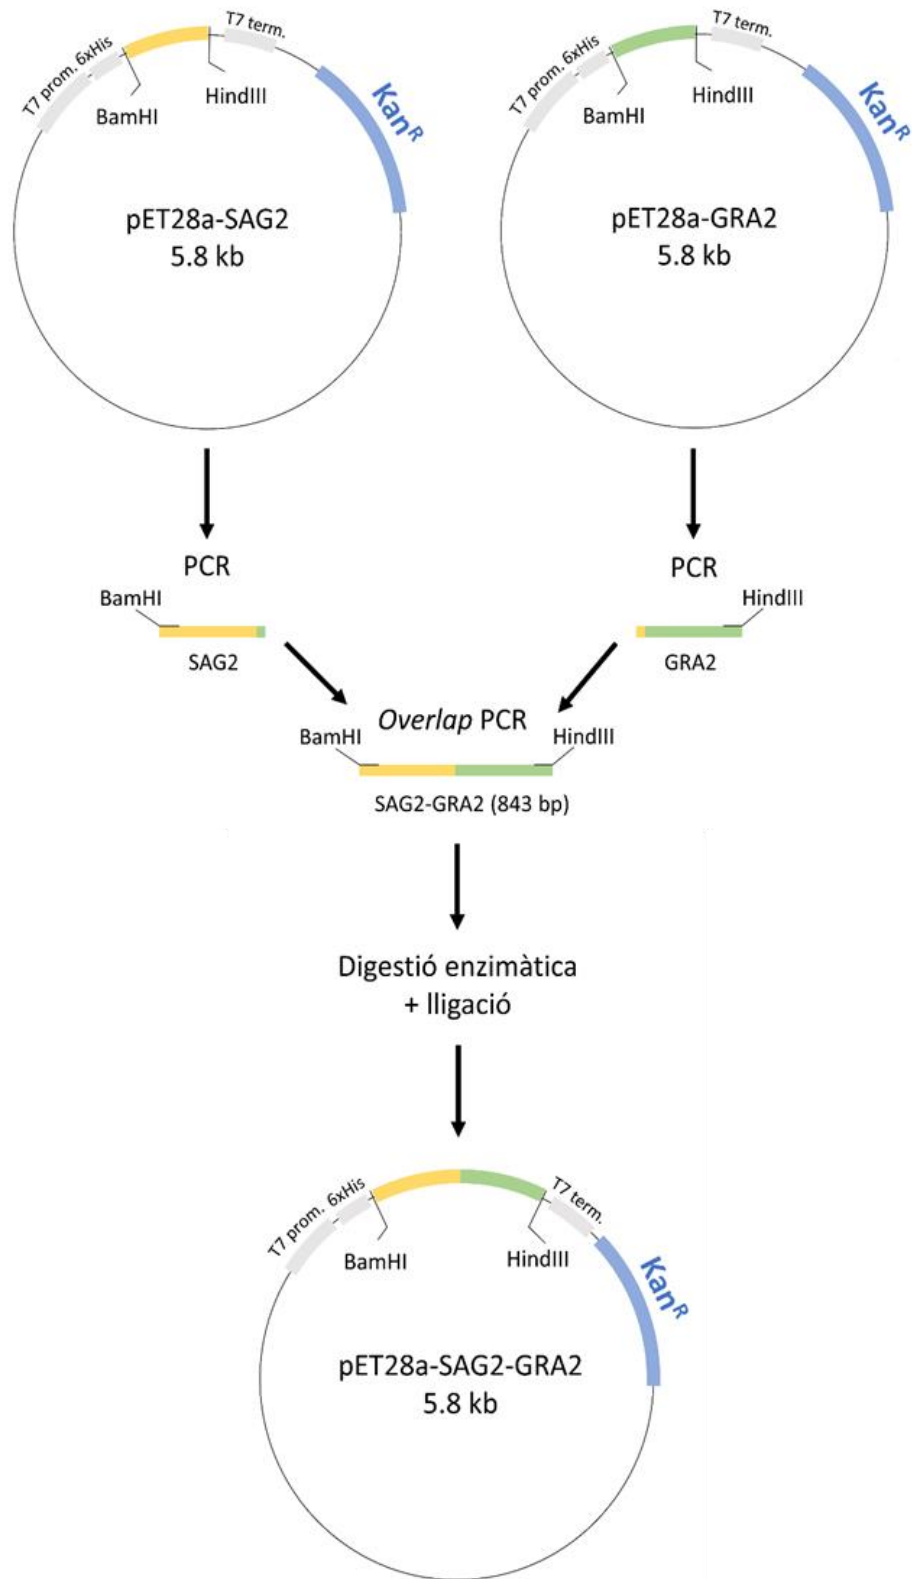 T7 prom. 6xHis
T7 term.
BamHI
HindIII
Kanᴿ
pET28a-SAG2
5.8 kb
T7 prom. 6xHis
T7 term.
BamHI
HindIII
Kanᴿ
pET28a-GRA2
5.8 kb
PCR
BamHI
SAG2
PCR
HindIII
GRA2
Overlap PCR
BamHI
HindIII
SAG2-GRA2 (843 bp)
Digestió enzimàtica
+ lligació
T7 prom. 6xHis
T7 term.
BamHI
HindIII
Kanᴿ
pET28a-SAG2-GRA2
5.8 kb